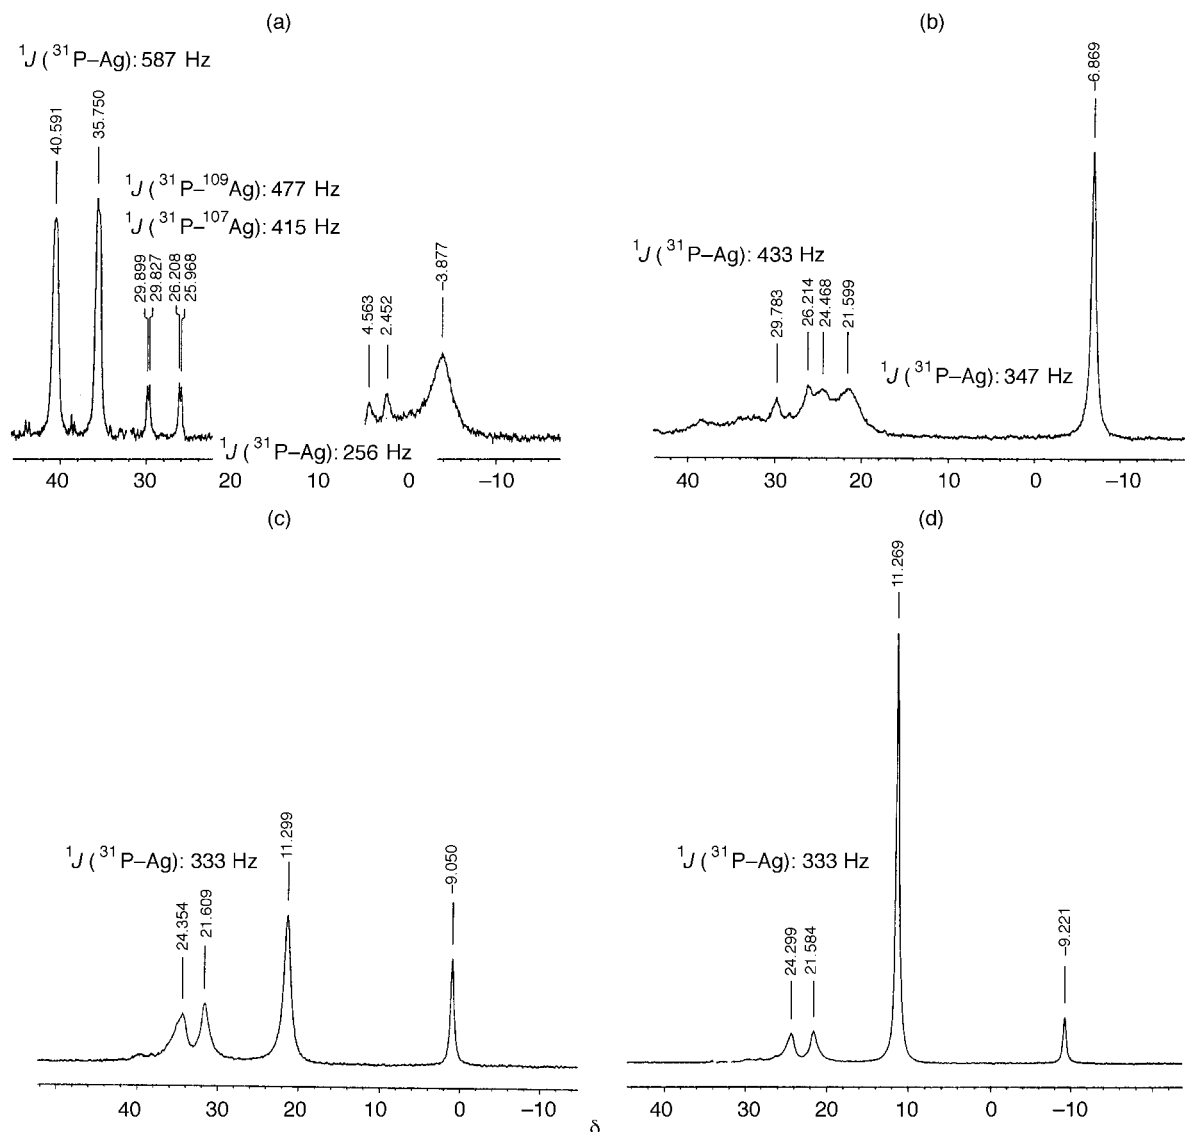 (a)
¹J (³¹P–Ag): 587 Hz
40.591
35.750
¹J (³¹P–¹⁰⁹Ag): 477 Hz
¹J (³¹P–¹⁰⁷Ag): 415 Hz
29.899
29.827
26.208
25.968
4.563
2.452
−3.877
¹J (³¹P–Ag): 256 Hz
40 30 20 10 0 −10
(b)
−6.869
¹J (³¹P–Ag): 433 Hz
29.783
26.214
24.468
21.599
¹J (³¹P–Ag): 347 Hz
40 30 20 10 0 −10
(c)
¹J (³¹P–Ag): 333 Hz
24.354
21.609
11.299
−9.050
40 30 20 10 0 −10
(d)
11.269
¹J (³¹P–Ag): 333 Hz
24.299
21.584
−9.221
40 30 20 10 0 −10
δ